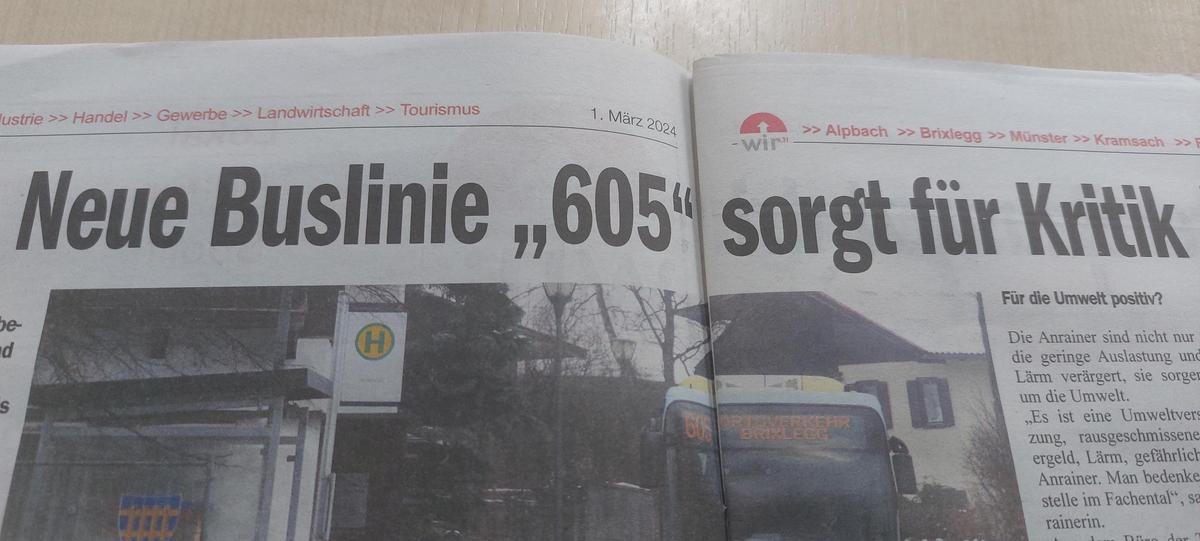 >> Handel >> Gewerbe >> Landwirtschaft >> Tourismus
1. März 2024
-wir"
>> Alpbach >> Brixlegg >> Münster >> Kramsach >>
Neue Buslinie „605“ sorgt für Kritik
H
605 ORTSVERKEHR
BRIXLEGG
Für die Umwelt positiv?
Die Anrainer sind nicht nur
die geringe Auslastung und
Lärm verärgert, sie sorgen
um die Umwelt.
„Es ist eine Umweltvers
zung, rausgeschmissene
ergeld, Lärm, gefährlich
Anrainer. Man bedenke
stelle im Fachental“, sa
rainerin.